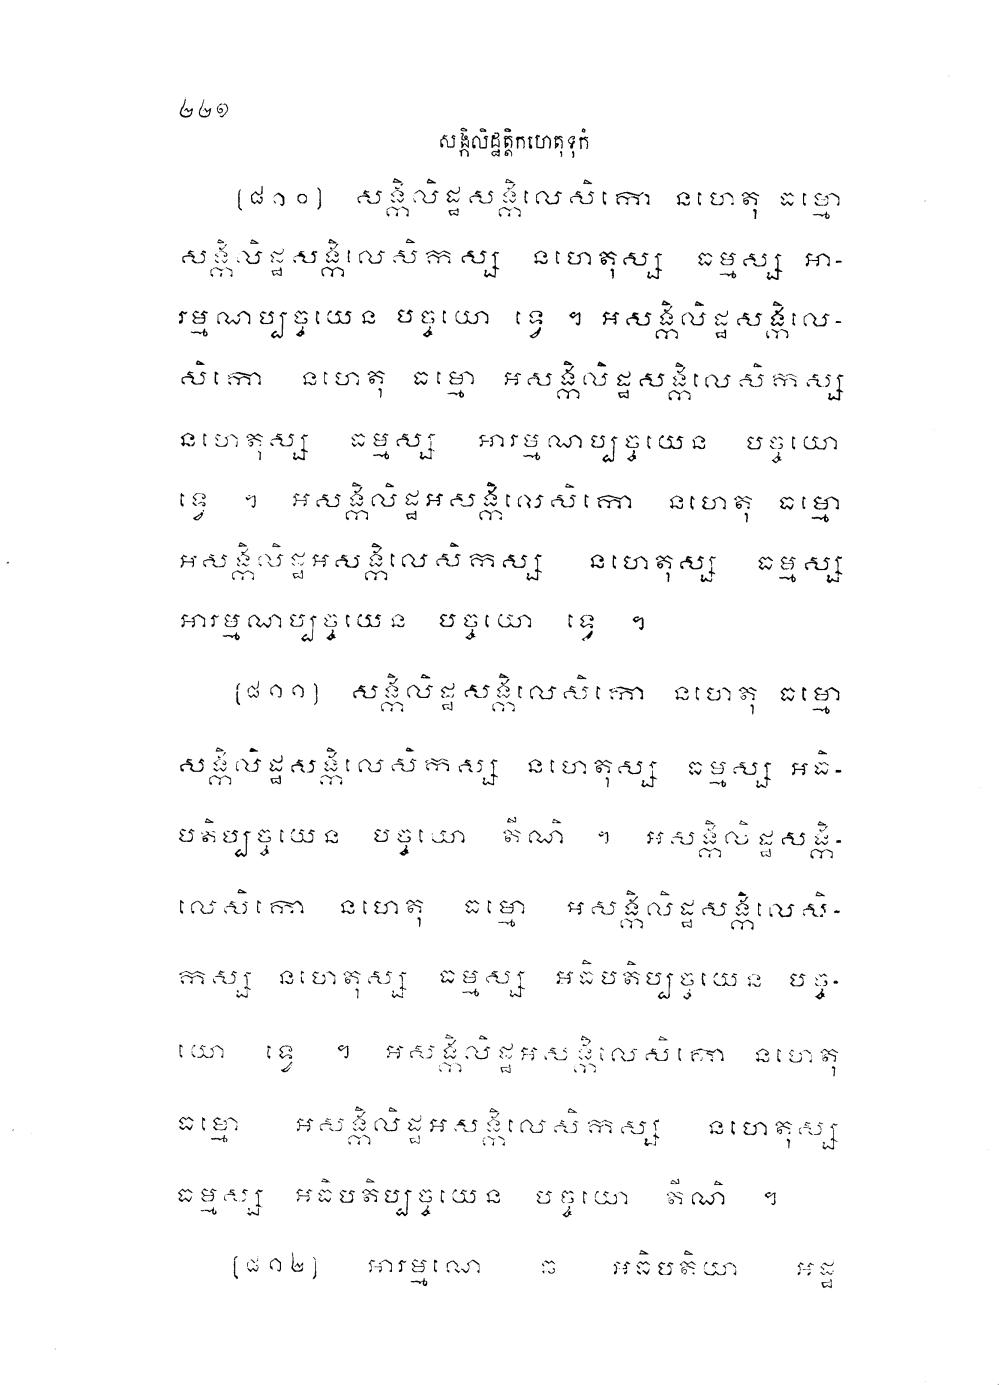 ២២១
សង្កិលិដ្ឋត្តិកហេតុទុកំ
[៨១០] សង្កិលិដ្ឋសង្កិលេសិកោ នហេតុ ធម្មោ
សង្កិលិដ្ឋសង្កិលេសិកស្ស នហេតុស្ស ធម្មស្ស អា-
រម្មណប្បច្ចយេន បច្ចយោ ទ្វេ ។ អសង្កិលិដ្ឋសង្កិលេ-
សិកោ នហេតុ ធម្មោ អសង្កិលិដ្ឋសង្កិលេសិកស្ស
នហេតុស្ស ធម្មស្ស អារម្មណប្បច្ចយេន បច្ចយោ
ទ្វេ ។ អសង្កិលិដ្ឋអសង្កិលេសិកោ នហេតុ ធម្មោ
អសង្កិលិដ្ឋអសង្កិលេសិកស្ស នហេតុស្ស ធម្មស្ស
អារម្មណប្បច្ចយេន បច្ចយោ ទ្វេ ។
[៨១១] សង្កិលិដ្ឋសង្កិលេសិកោ នហេតុ ធម្មោ
សង្កិលិដ្ឋសង្កិលេសិកស្ស នហេតុស្ស ធម្មស្ស អធិ-
បតិប្បច្ចយេន បច្ចយោ តីណិ ។ អសង្កិលិដ្ឋសង្កិ-
លេសិកោ នហេតុ ធម្មោ អសង្កិលិដ្ឋសង្កិលេសិ-
កស្ស នហេតុស្ស ធម្មស្ស អធិបតិប្បច្ចយេន បច្ច-
យោ ទ្វេ ។ អសង្កិលិដ្ឋអសង្កិលេសិកោ នហេតុ
ធម្មោ អសង្កិលិដ្ឋអសង្កិលេសិកស្ស នហេតុស្ស
ធម្មស្ស អធិបតិប្បច្ចយេន បច្ចយោ តីណិ ។
[៨១២] អារម្មណេ ច អធិបតិយា អដ្ឋ